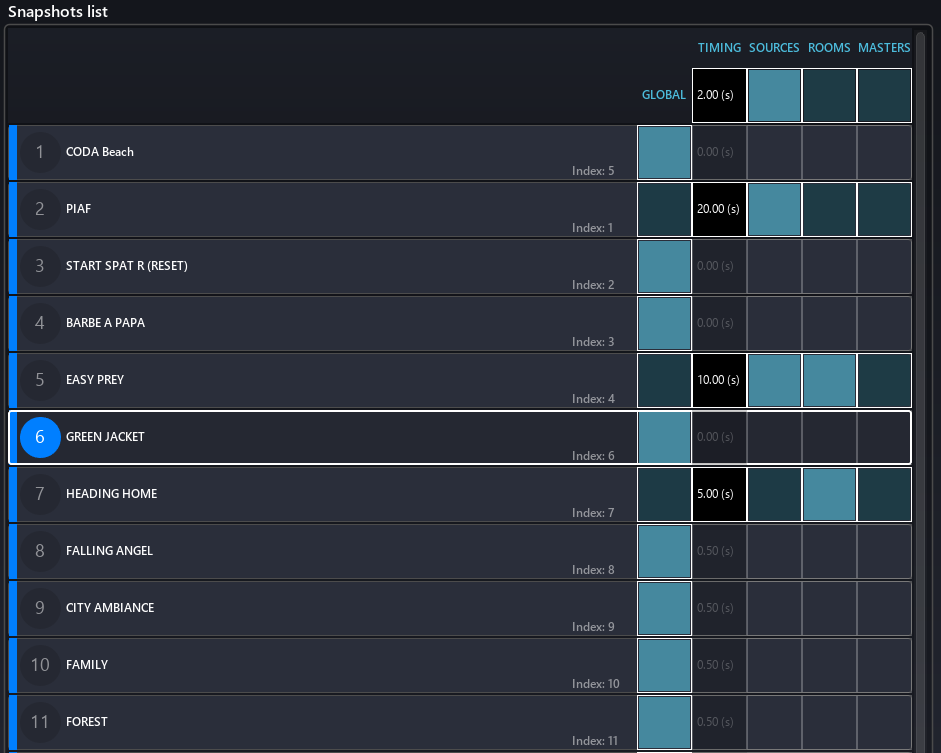 Snapshots list
TIMING SOURCES ROOMS MASTERS
GLOBAL 2.00 (s)
1 CODA Beach Index: 5 0.00 (s)
2 PIAF Index: 1 20.00 (s)
3 START SPAT R (RESET) Index: 2 0.00 (s)
4 BARBE A PAPA Index: 3 0.00 (s)
5 EASY PREY Index: 4 10.00 (s)
6 GREEN JACKET Index: 6 0.00 (s)
7 HEADING HOME Index: 7 5.00 (s)
8 FALLING ANGEL Index: 8 0.50 (s)
9 CITY AMBIANCE Index: 9 0.50 (s)
10 FAMILY Index: 10 0.50 (s)
11 FOREST Index: 11 0.50 (s)